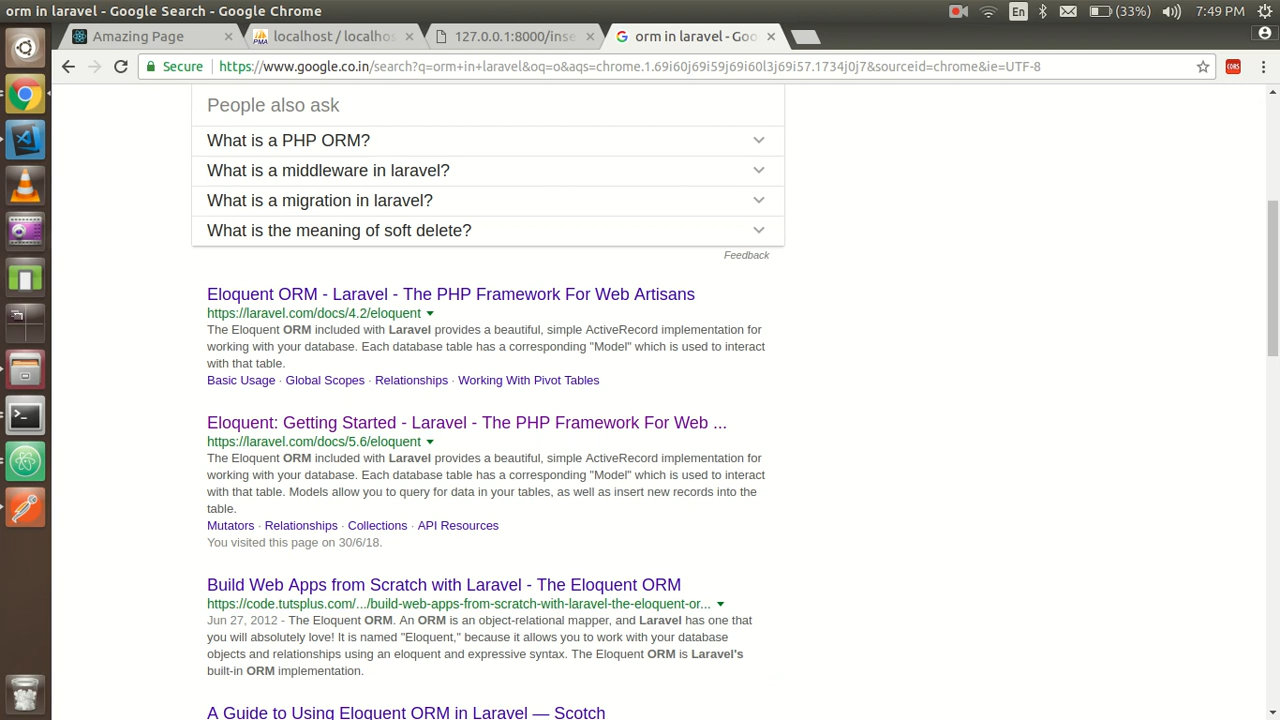 orm in laravel - Google Search - Google Chrome
En
(33%)
7:49 PM
Amazing Page
localhost / localhos
127.0.0.1:8000/inse
orm in laravel - Goo
Secure
https://www.google.co.in/search?q=orm+in+laravel&oq=o&aqs=chrome.1.69i60j69i59j69i60l3j69i57.1734j0j7&sourceid=chrome&ie=UTF-8
CORS
People also ask
What is a PHP ORM?
What is a middleware in laravel?
What is a migration in laravel?
What is the meaning of soft delete?
Feedback
Eloquent ORM - Laravel - The PHP Framework For Web Artisans
https://laravel.com/docs/4.2/eloquent
The Eloquent ORM included with Laravel provides a beautiful, simple ActiveRecord implementation for
working with your database. Each database table has a corresponding "Model" which is used to interact
with that table.
Basic Usage · Global Scopes · Relationships · Working With Pivot Tables
Eloquent: Getting Started - Laravel - The PHP Framework For Web ...
https://laravel.com/docs/5.6/eloquent
The Eloquent ORM included with Laravel provides a beautiful, simple ActiveRecord implementation for
working with your database. Each database table has a corresponding "Model" which is used to interact
with that table. Models allow you to query for data in your tables, as well as insert new records into the
table.
Mutators · Relationships · Collections · API Resources
You visited this page on 30/6/18.
Build Web Apps from Scratch with Laravel - The Eloquent ORM
https://code.tutsplus.com/.../build-web-apps-from-scratch-with-laravel-the-eloquent-or...
Jun 27, 2012 - The Eloquent ORM. An ORM is an object-relational mapper, and Laravel has one that
you will absolutely love! It is named "Eloquent," because it allows you to work with your database
objects and relationships using an eloquent and expressive syntax. The Eloquent ORM is Laravel's
built-in ORM implementation.
A Guide to Using Eloquent ORM in Laravel — Scotch